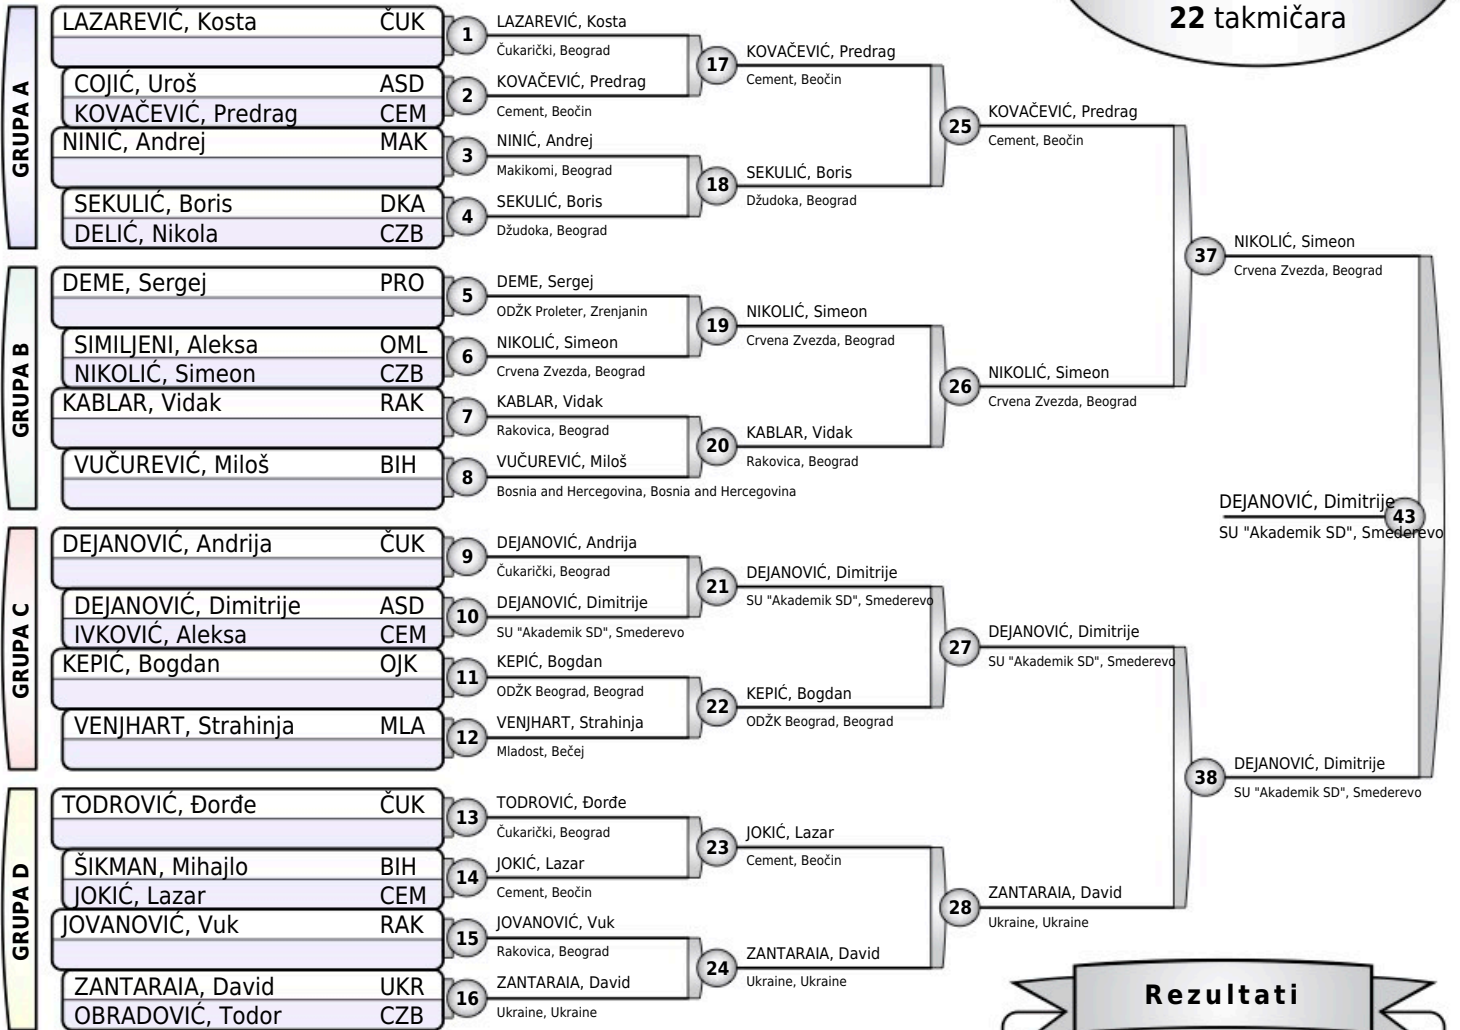 22 takmičara
GRUPA A
LAZAREVIĆ, Kosta ČUK
COJIĆ, Uroš ASD
KOVAČEVIĆ, Predrag CEM
NINIĆ, Andrej MAK
SEKULIĆ, Boris DKA
DELIĆ, Nikola CZB
GRUPA B
DEME, Sergej PRO
SIMILJENI, Aleksa OML
NIKOLIĆ, Simeon CZB
KABLAR, Vidak RAK
VUČUREVIĆ, Miloš BIH
GRUPA C
DEJANOVIĆ, Andrija ČUK
DEJANOVIĆ, Dimitrije ASD
IVKOVIĆ, Aleksa CEM
KEPIĆ, Bogdan OJK
VENJHART, Strahinja MLA
GRUPA D
TODROVIĆ, Đorđe ČUK
ŠIKMAN, Mihajlo BIH
JOKIĆ, Lazar CEM
JOVANOVIĆ, Vuk RAK
ZANTARAIA, David UKR
OBRADOVIĆ, Todor CZB
1
LAZAREVIĆ, Kosta
Čukarički, Beograd
2
KOVAČEVIĆ, Predrag
Cement, Beočin
3
NINIĆ, Andrej
Makikomi, Beograd
4
SEKULIĆ, Boris
Džudoka, Beograd
5
DEME, Sergej
ODŽK Proleter, Zrenjanin
6
NIKOLIĆ, Simeon
Crvena Zvezda, Beograd
7
KABLAR, Vidak
Rakovica, Beograd
8
VUČUREVIĆ, Miloš
Bosnia and Hercegovina, Bosnia and Hercegovina
9
DEJANOVIĆ, Andrija
Čukarički, Beograd
10
DEJANOVIĆ, Dimitrije
SU "Akademik SD", Smederevo
11
KEPIĆ, Bogdan
ODŽK Beograd, Beograd
12
VENJHART, Strahinja
Mladost, Bečej
13
TODROVIĆ, Đorđe
Čukarički, Beograd
14
JOKIĆ, Lazar
Cement, Beočin
15
JOVANOVIĆ, Vuk
Rakovica, Beograd
16
ZANTARAIA, David
Ukraine, Ukraine
17
KOVAČEVIĆ, Predrag
Cement, Beočin
18
SEKULIĆ, Boris
Džudoka, Beograd
19
NIKOLIĆ, Simeon
Crvena Zvezda, Beograd
20
KABLAR, Vidak
Rakovica, Beograd
21
DEJANOVIĆ, Dimitrije
SU "Akademik SD", Smederevo
22
KEPIĆ, Bogdan
ODŽK Beograd, Beograd
23
JOKIĆ, Lazar
Cement, Beočin
24
ZANTARAIA, David
Ukraine, Ukraine
25
KOVAČEVIĆ, Predrag
Cement, Beočin
26
NIKOLIĆ, Simeon
Crvena Zvezda, Beograd
27
DEJANOVIĆ, Dimitrije
SU "Akademik SD", Smederevo
28
ZANTARAIA, David
Ukraine, Ukraine
37
NIKOLIĆ, Simeon
Crvena Zvezda, Beograd
38
DEJANOVIĆ, Dimitrije
SU "Akademik SD", Smederevo
DEJANOVIĆ, Dimitrije
43
SU "Akademik SD", Smederevo
Rezultati